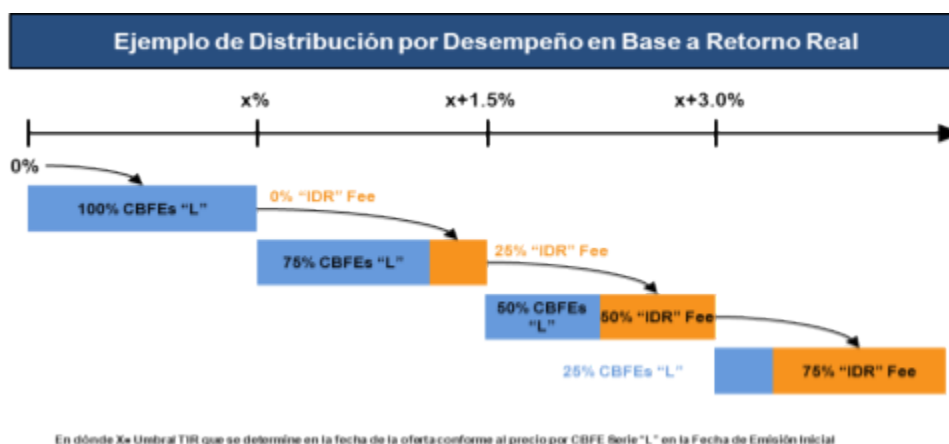 Ejemplo de Distribución por Desempeño en Base a Retorno Real
x%
x+1.5%
x+3.0%
0%
100% CBFEs "L"
0% "IDR" Fee
75% CBFEs "L"
25% "IDR" Fee
50% CBFEs
"L"
50% "IDR" Fee
25% CBFEs "L"
75% "IDR" Fee
En dónde X= Umbral TIR que se determine en la fecha de la oferta conforme al precio por CBFE Serie "L" en la Fecha de Emisión Inicial